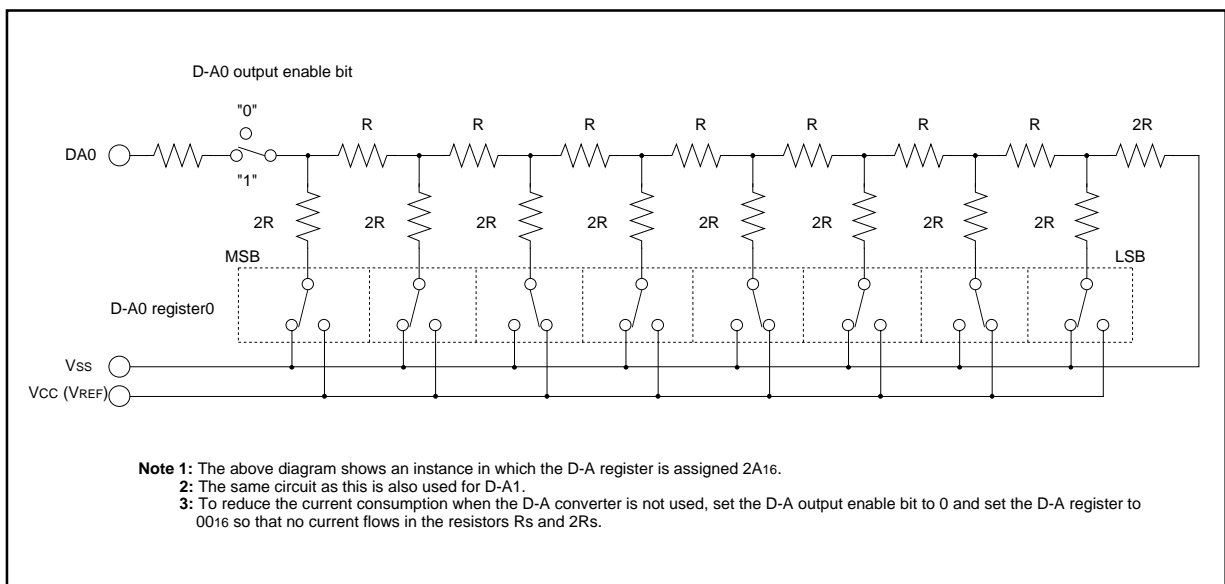 D-A0 output enable bit
"0"
R R R R R R R 2R
DA0
"1"
2R 2R 2R 2R 2R 2R 2R 2R
MSB LSB
D-A0 register0
VSS
VCC (VREF)
Note 1: The above diagram shows an instance in which the D-A register is assigned 2A16.
2: The same circuit as this is also used for D-A1.
3: To reduce the current consumption when the D-A converter is not used, set the D-A output enable bit to 0 and set the D-A register to
0016 so that no current flows in the resistors Rs and 2Rs.